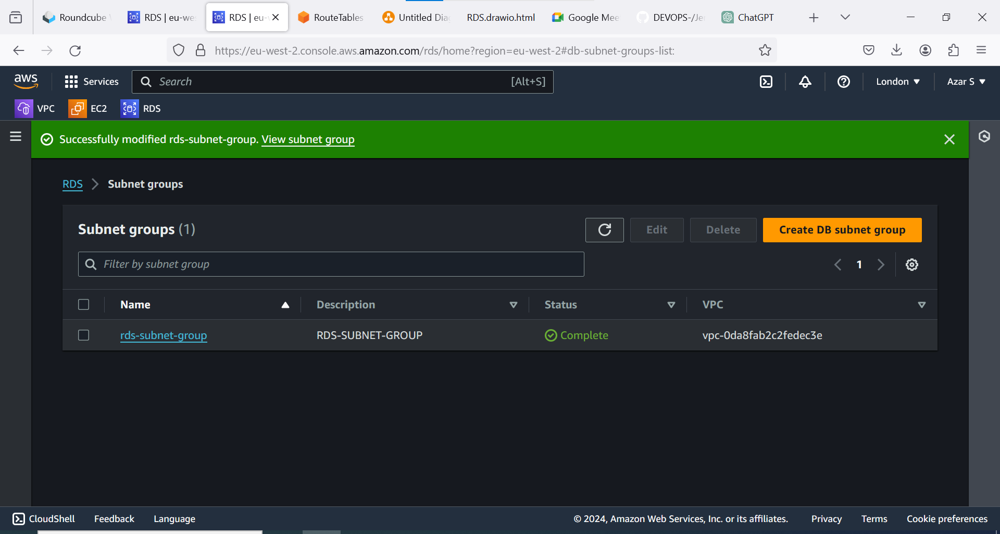 Roundcube
RDS | eu-we
RDS | eu-
RouteTables
Untitled Dia
RDS.drawio.html
Google Mee
DEVOPS-/Je
ChatGPT
https://eu-west-2.console.aws.amazon.com/rds/home?region=eu-west-2#db-subnet-groups-list:
aws
Services
Search
[Alt+S]
London
Azar S
VPC
EC2
RDS
Successfully modified rds-subnet-group. View subnet group
RDS
Subnet groups
Subnet groups (1)
Edit
Delete
Create DB subnet group
Filter by subnet group
1
Name
Description
Status
VPC
rds-subnet-group
RDS-SUBNET-GROUP
Complete
vpc-0da8fab2c2fedec3e
CloudShell
Feedback
Language
© 2024, Amazon Web Services, Inc. or its affiliates.
Privacy
Terms
Cookie preferences